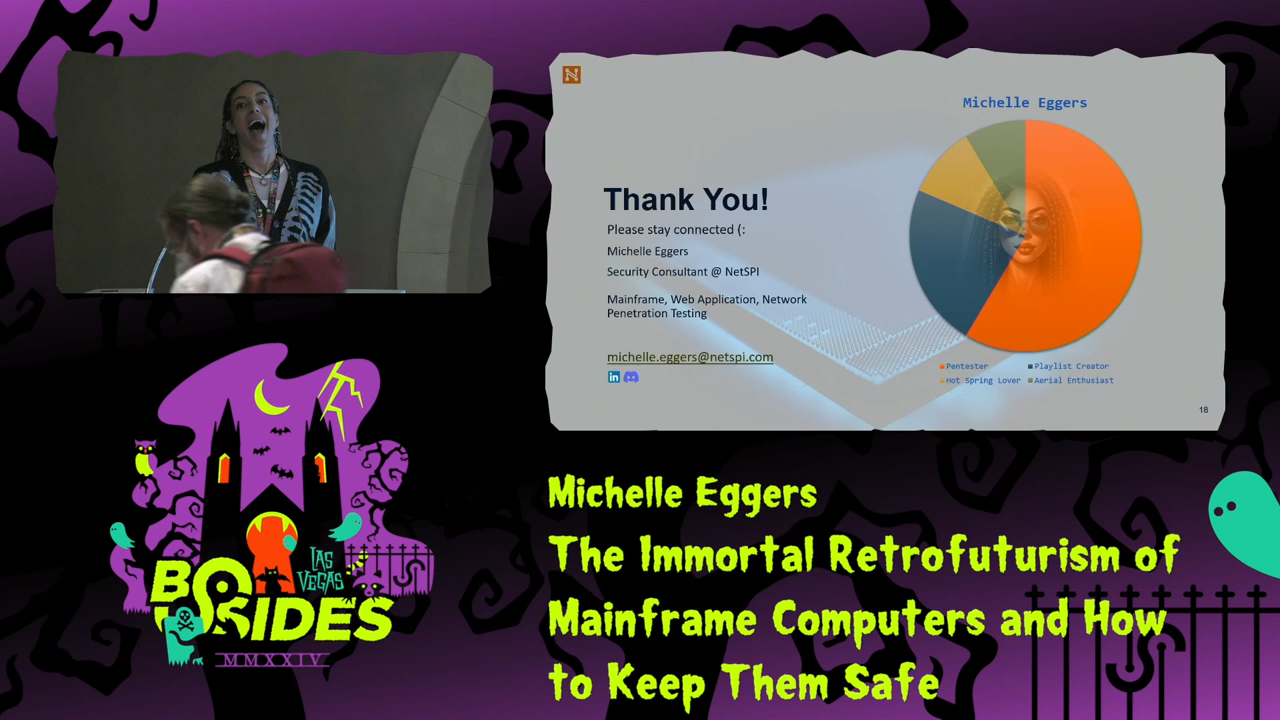 N
Michelle Eggers
Thank You!
Please stay connected (:
Michelle Eggers
Security Consultant @ NetSPI
Mainframe, Web Application, Network
Penetration Testing
michelle.eggers@netspi.com
in
Pentester
Playlist Creator
Hot Spring Lover
Aerial Enthusiast
18
BSIDES
LAS
VEGAS
MMXXIV
Michelle Eggers
The Immortal Retrofuturism of
Mainframe Computers and How
to Keep Them Safe